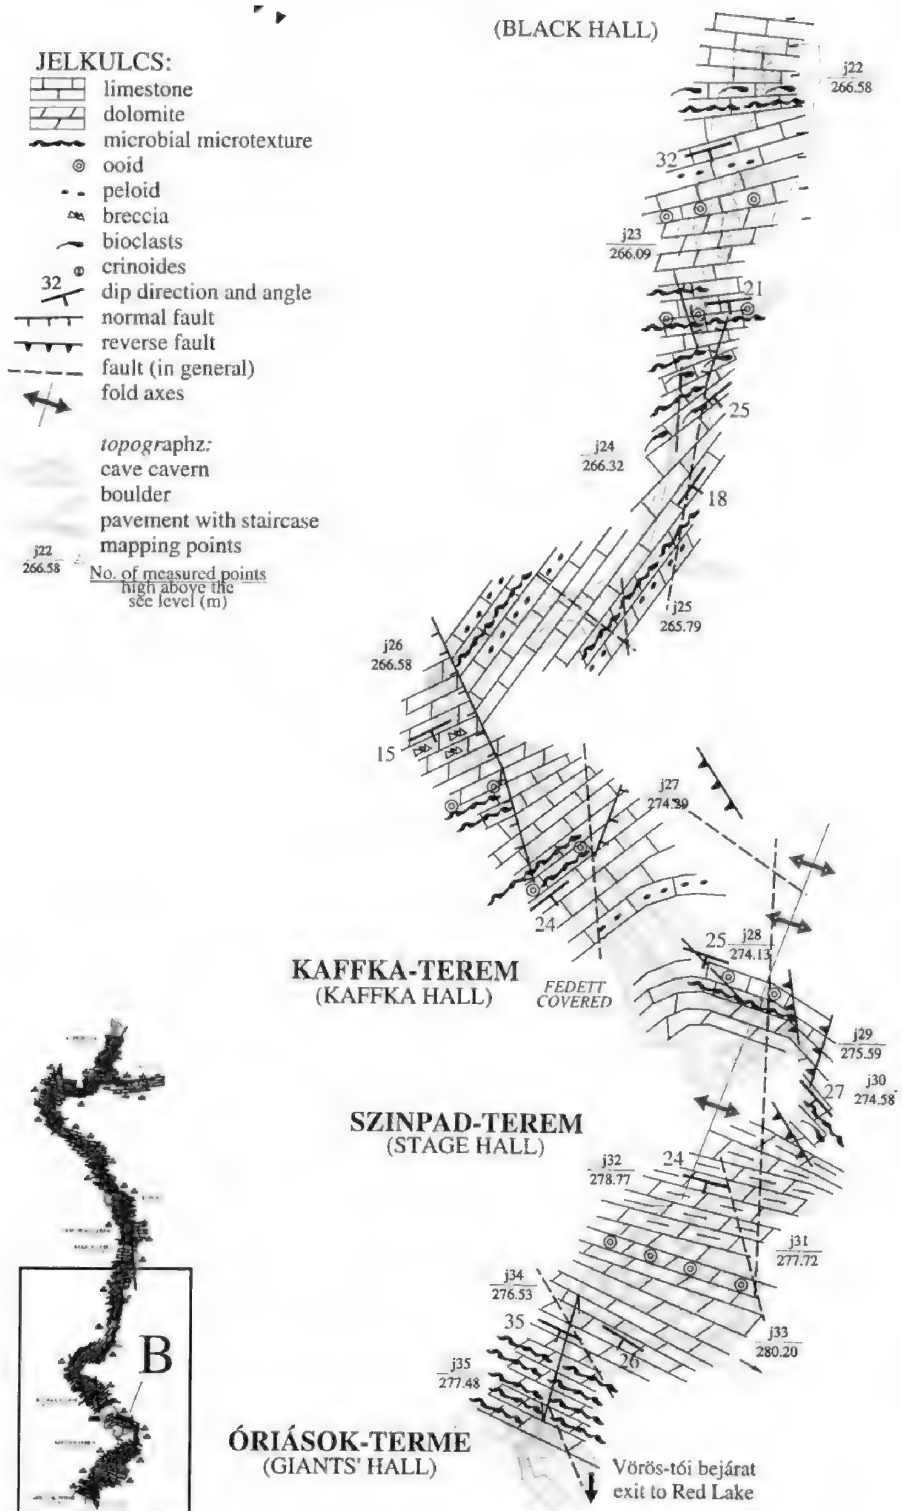 (BLACK HALL)
JELKULCS:
limestone
dolomite
microbial microtexture
ooid
peloid
breccia
bioclasts
crinoides
32
dip direction and angle
normal fault
reverse fault
fault (in general)
fold axes
topographz:
cave cavern
boulder
pavement with staircase
j22
266.58
mapping points
No. of measured points
high above the
see level (m)
j22
266.58
32
j23
266.09
21
25
j24
266.32
18
j25
265.79
j26
266.58
15
j27
274.29
24
25
j28
274.13
KAFFKA-TEREM
(KAFFKA HALL)
FEDETT
COVERED
j29
275.59
27
j30
274.58
SZINPAD-TEREM
(STAGE HALL)
j32
278.77
24
j31
277.72
j34
276.53
35
26
j33
280.20
j35
277.48
B
ÓRIÁSOK-TERME
(GIANTS' HALL)
Vörös-tói bejárat
exit to Red Lake